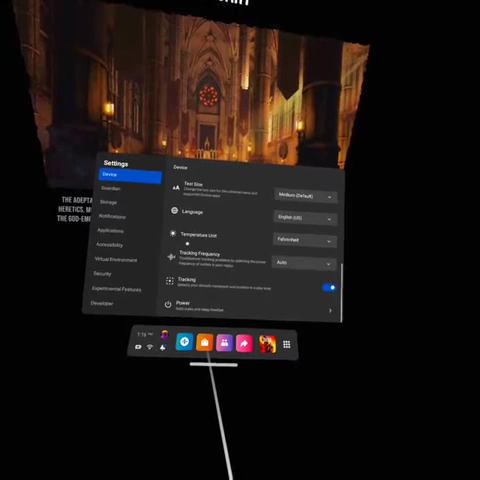 THE ADEPTA
HERETICS, M
THE GOD-EM
Settings
Device
Guardian
Storage
Notifications
Applications
Accessibility
Virtual Environment
Security
Experimental Features
Developer
Device
Text Size
Medium (Default)
Language
English (US)
Temperature Unit
Fahrenheit
Tracking Frequency
Auto
Tracking
Power